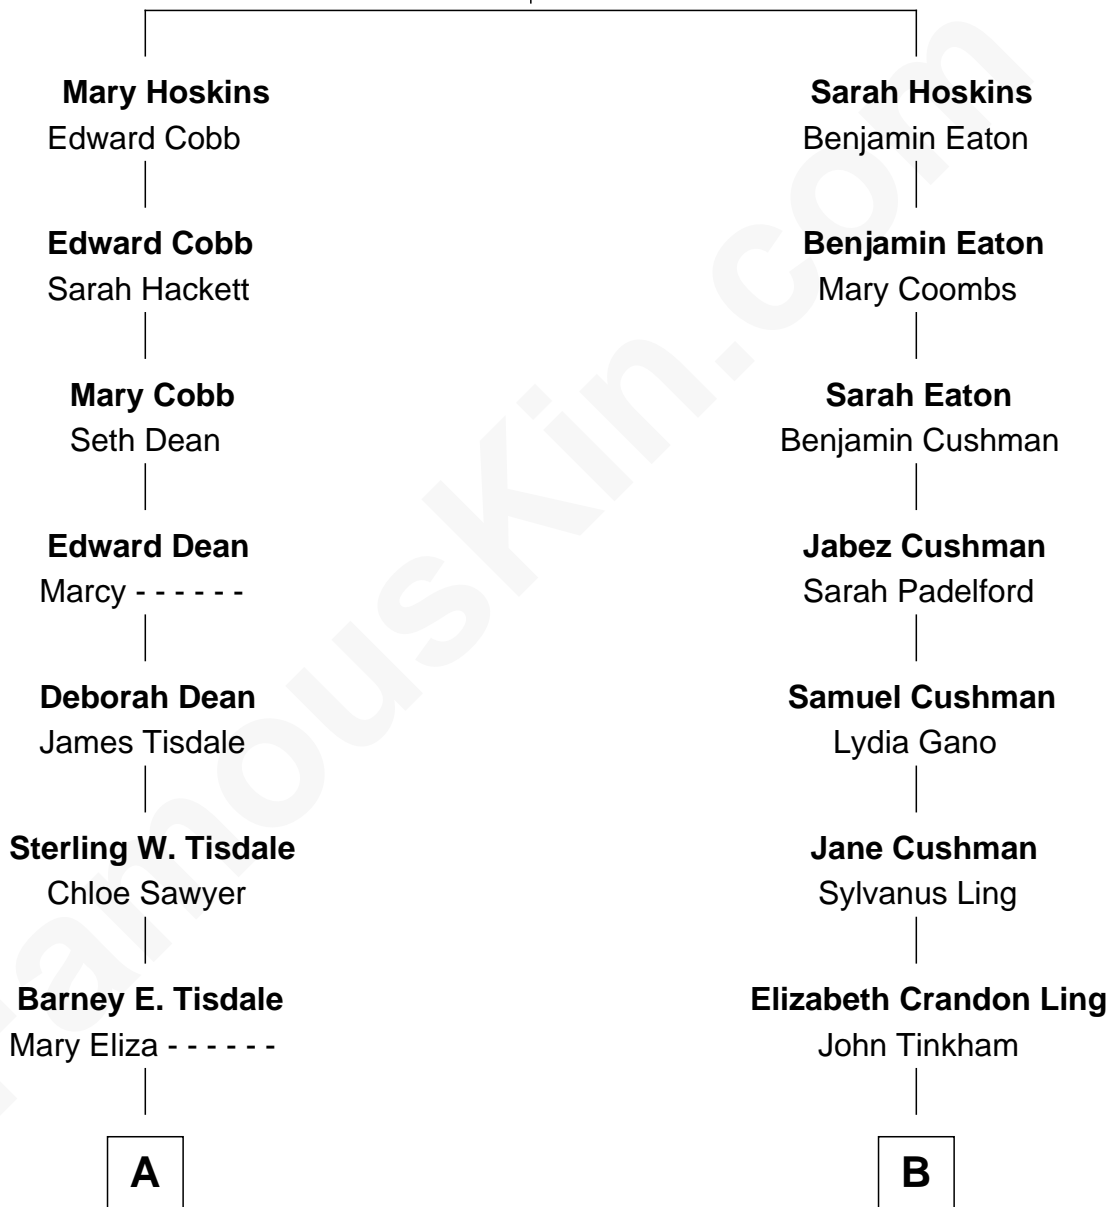 Mary Hoskins
Edward Cobb
Edward Cobb
Sarah Hackett
Mary Cobb
Seth Dean
Edward Dean
Marcy - - - - - -
Deborah Dean
James Tisdale
Sterling W. Tisdale
Chloe Sawyer
Barney E. Tisdale
Mary Eliza - - - - - -
A
Sarah Hoskins
Benjamin Eaton
Benjamin Eaton
Mary Coombs
Sarah Eaton
Benjamin Cushman
Jabez Cushman
Sarah Padelford
Samuel Cushman
Lydia Gano
Jane Cushman
Sylvanus Ling
Elizabeth Crandon Ling
John Tinkham
B
FamousKin.com